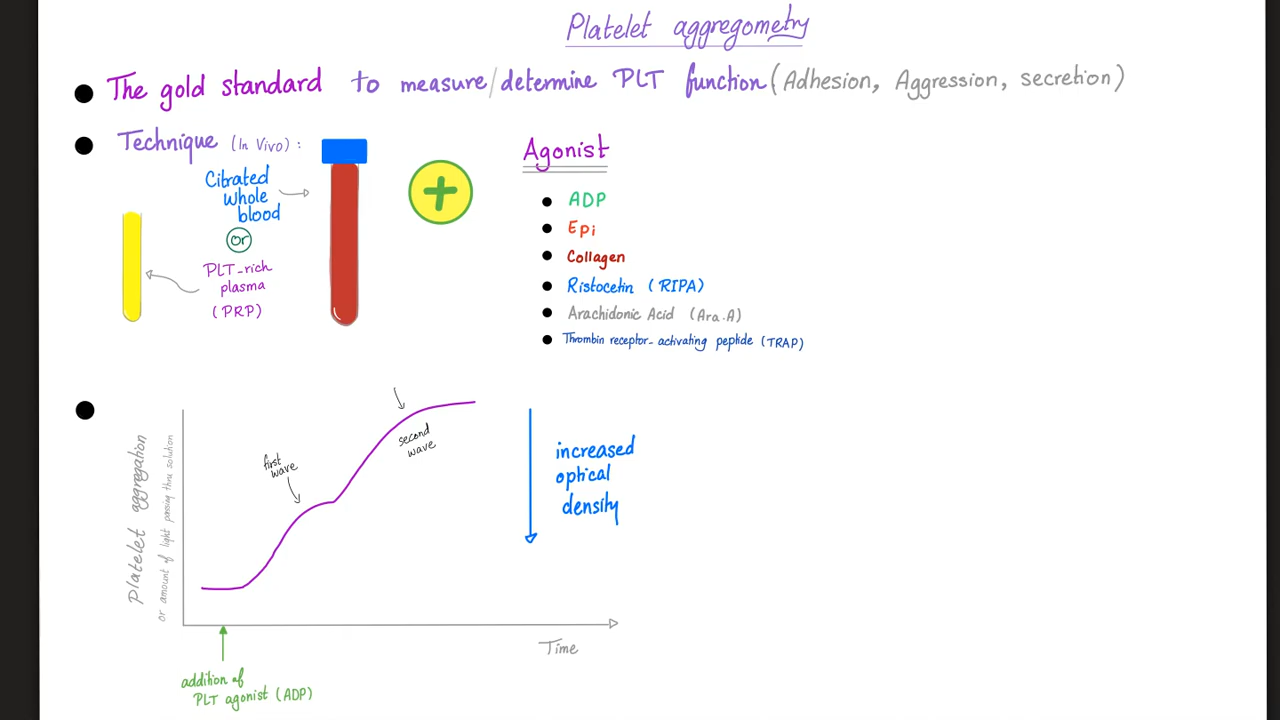 Platelet aggregometry
The gold standard to measure/determine PLT function (Adhesion, Aggression, secretion)
Technique (In Vivo):
Citrated
whole
blood
or
PLT-rich
plasma
(PRP)
+
Agonist
ADP
Epi
Collagen
Ristocetin (RIPA)
Arachidonic Acid (Ara.A)
Thrombin receptor-activating peptide (TRAP)
Platelet aggregation
or amount of light passing thru solution
first
wave
second
wave
increased
optical
density
Time
addition of
PLT agonist (ADP)